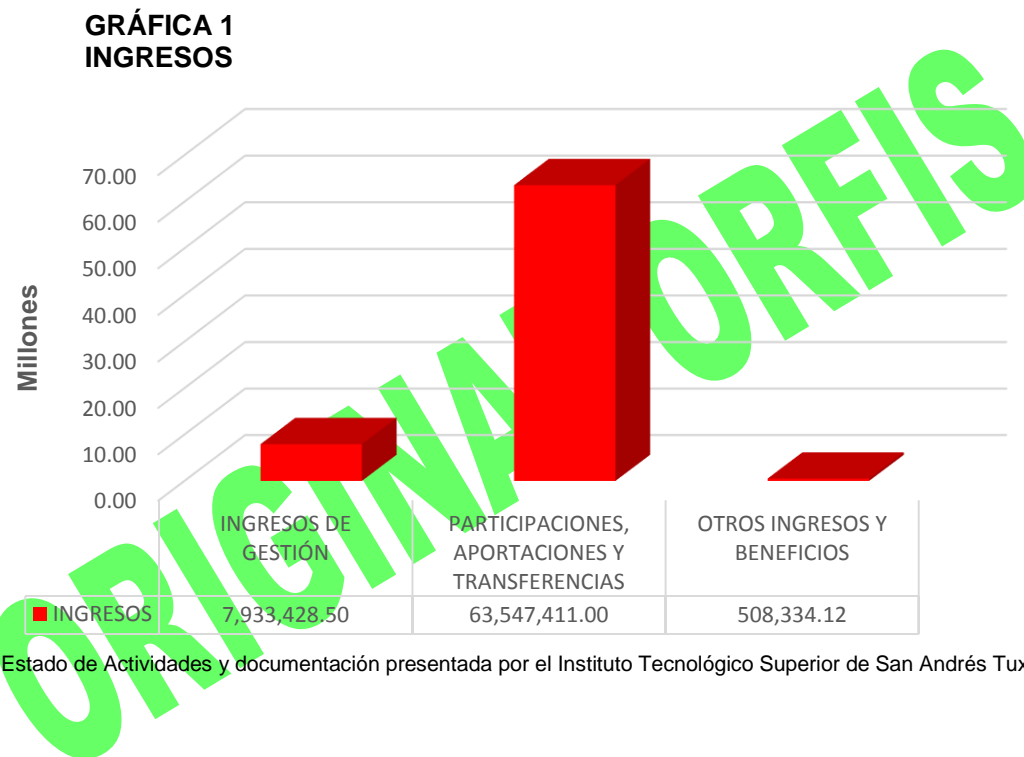 GRÁFICA 1
INGRESOS
Millones
70.00
60.00
50.00
40.00
30.00
20.00
10.00
0.00
INGRESOS DE
GESTIÓN
PARTICIPACIONES,
APORTACIONES Y
TRANSFERENCIAS
OTROS INGRESOS Y
BENEFICIOS
INGRESOS 7,933,428.50 63,547,411.00 508,334.12
Estado de Actividades y documentación presentada por el Instituto Tecnológico Superior de San Andrés Tux
ORIGINAL ORFIS